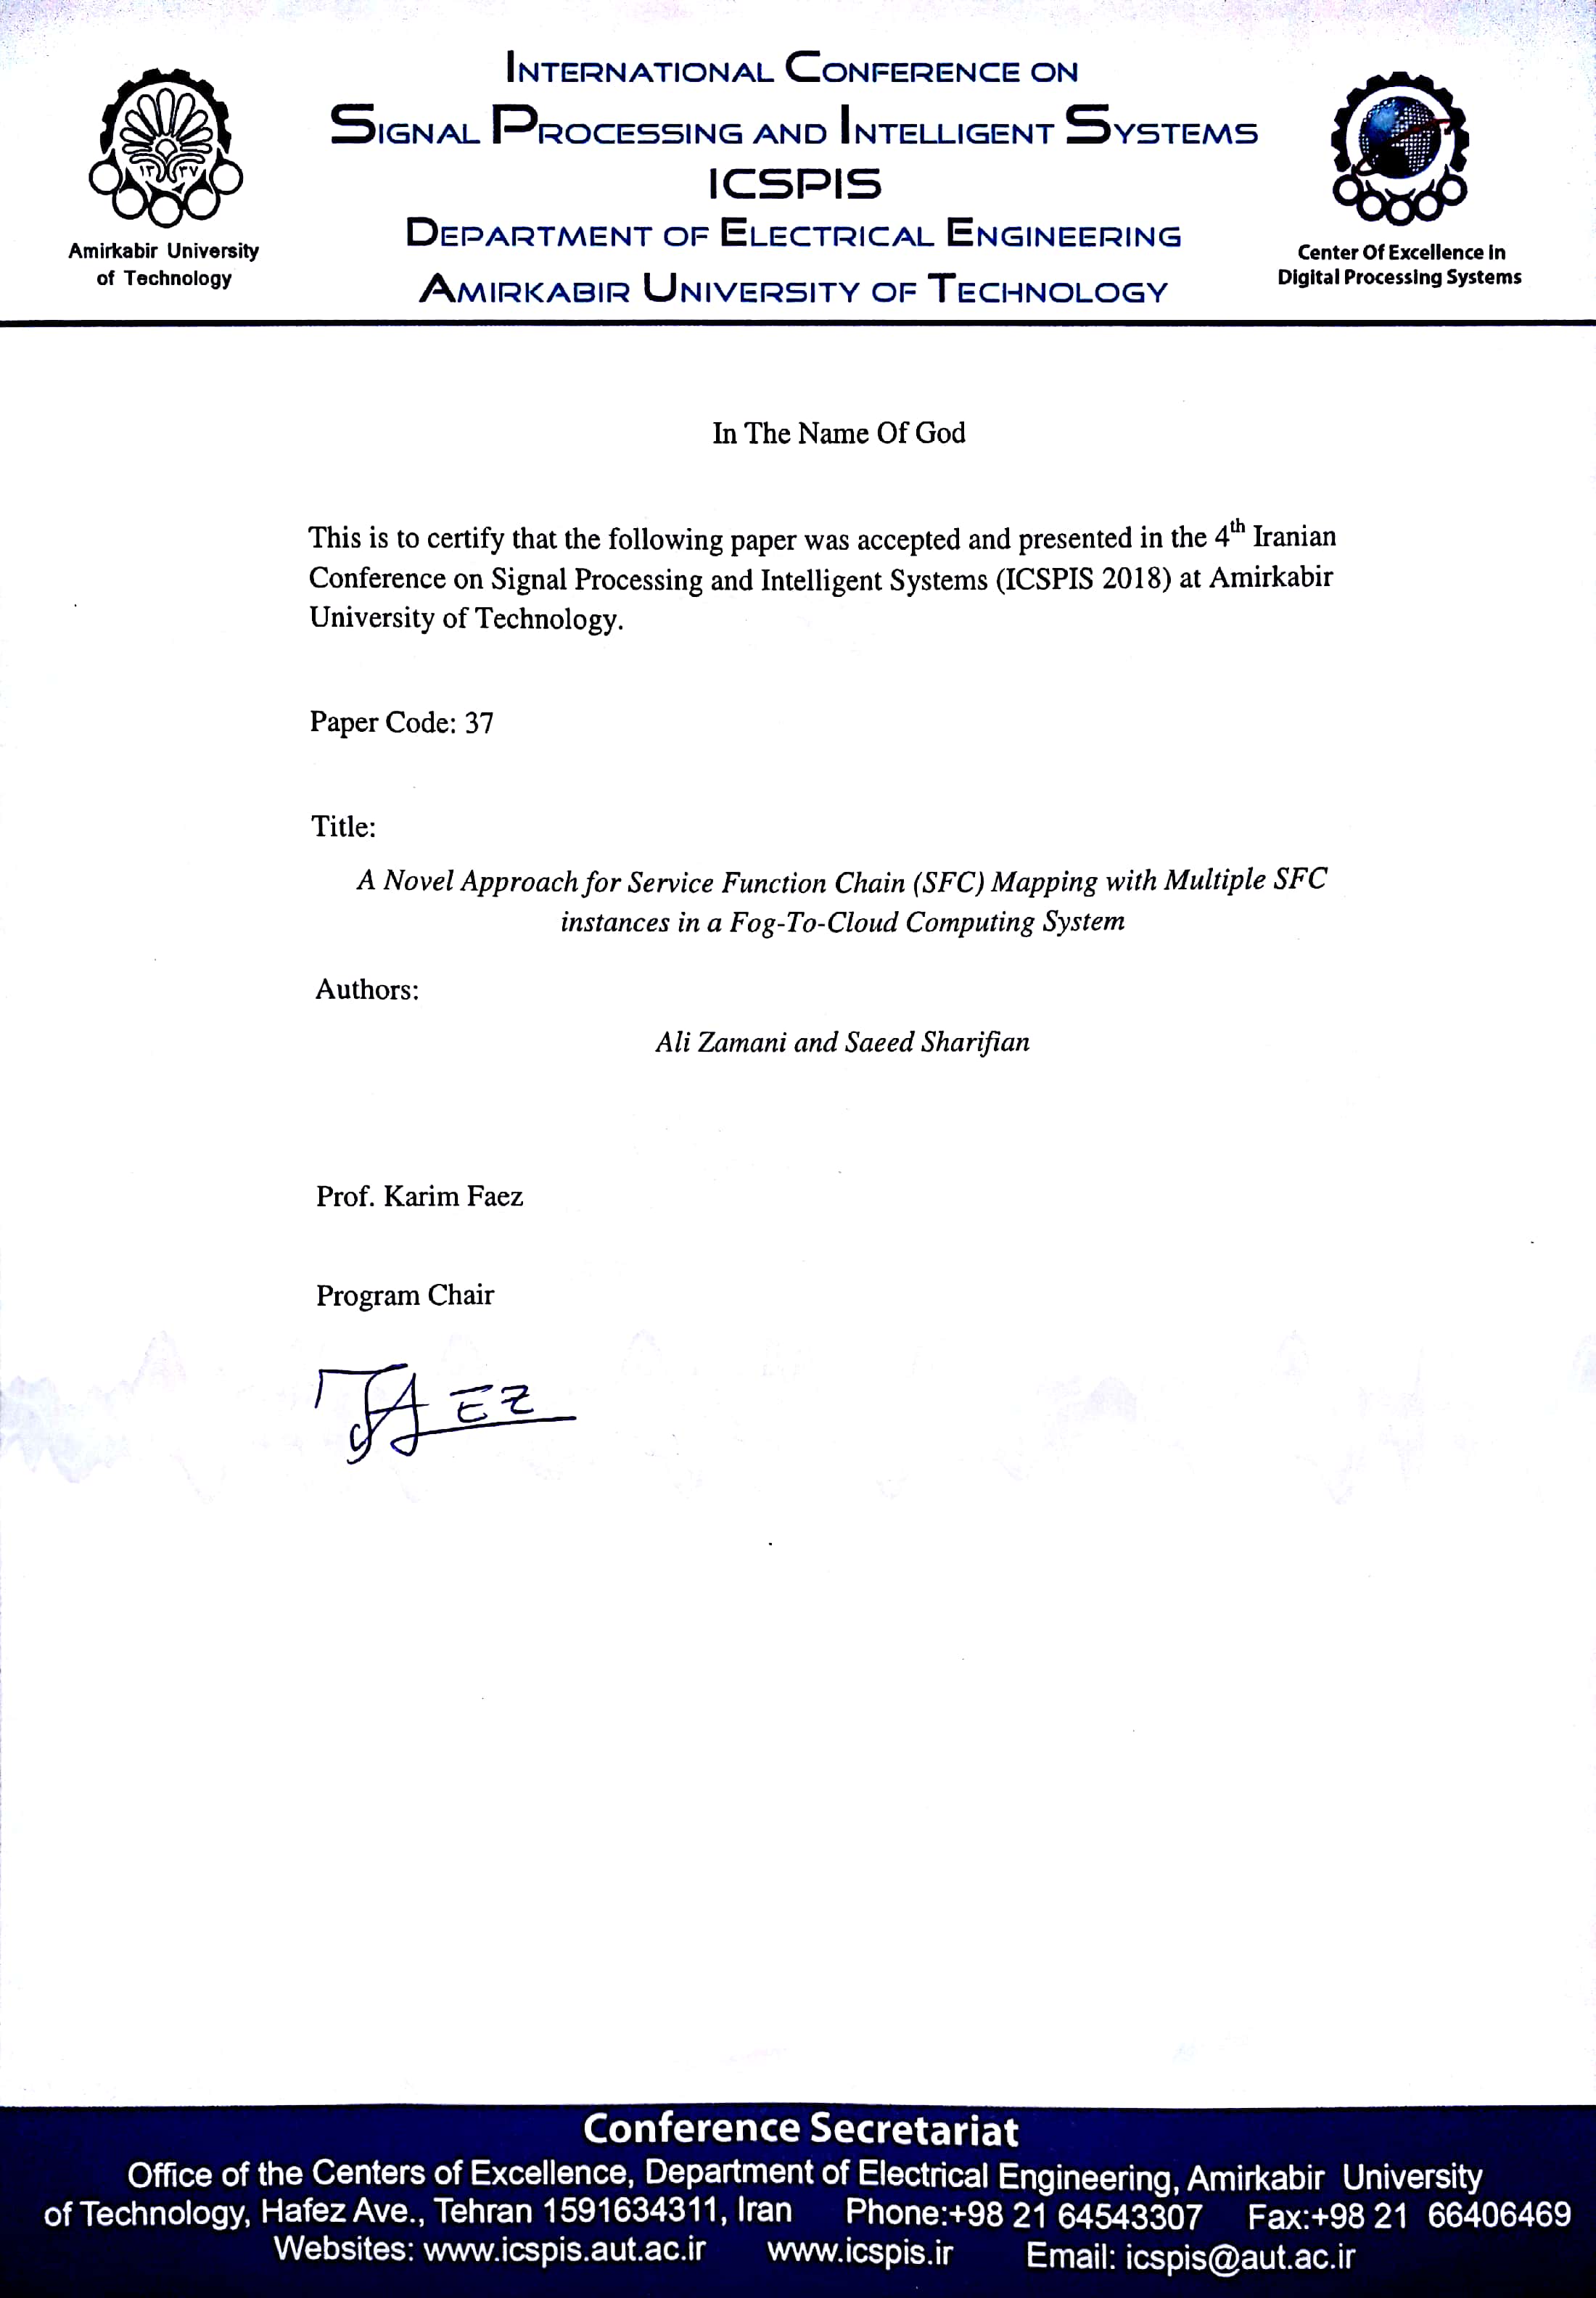 INTERNATIONAL CONFERENCE ON
SIGNAL PROCESSING AND INTELLIGENT SYSTEMS
ICSPIS
DEPARTMENT OF ELECTRICAL ENGINEERING
AMIRKABIR UNIVERSITY OF TECHNOLOGY
۱۳۳۷
Amirkabir University
of Technology
Center Of Excellence in
Digital Processing Systems
In The Name Of God
This is to certify that the following paper was accepted and presented in the 4th Iranian
Conference on Signal Processing and Intelligent Systems (ICSPIS 2018) at Amirkabir
University of Technology.
Paper Code: 37
Title:
A Novel Approach for Service Function Chain (SFC) Mapping with Multiple SFC
instances in a Fog-To-Cloud Computing System
Authors:
Ali Zamani and Saeed Sharifian
Prof. Karim Faez
Program Chair
FAEZ
Conference Secretariat
Office of the Centers of Excellence, Department of Electrical Engineering, Amirkabir University
of Technology, Hafez Ave., Tehran 1591634311, Iran Phone:+98 21 64543307 Fax:+98 21 66406469
Websites: www.icspis.aut.ac.ir www.icspis.ir Email: icspis@aut.ac.ir